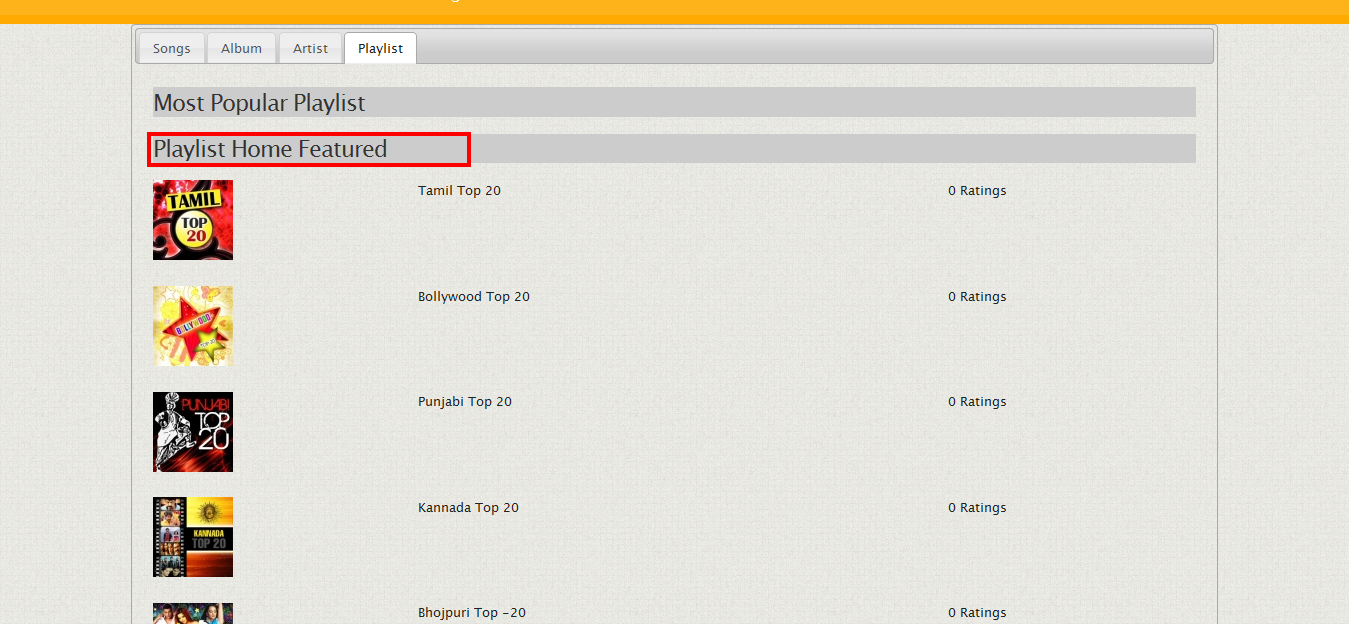 Songs Album Artist Playlist
Most Popular Playlist
Playlist Home Featured
TAMIL
TOP
20
Tamil Top 20 0 Ratings
BOLLYWOOD
TOP 20
Bollywood Top 20 0 Ratings
PUNJABI
TOP
20
Punjabi Top 20 0 Ratings
KANNADA
TOP 20
Kannada Top 20 0 Ratings
Bhojpuri Top -20 0 Ratings